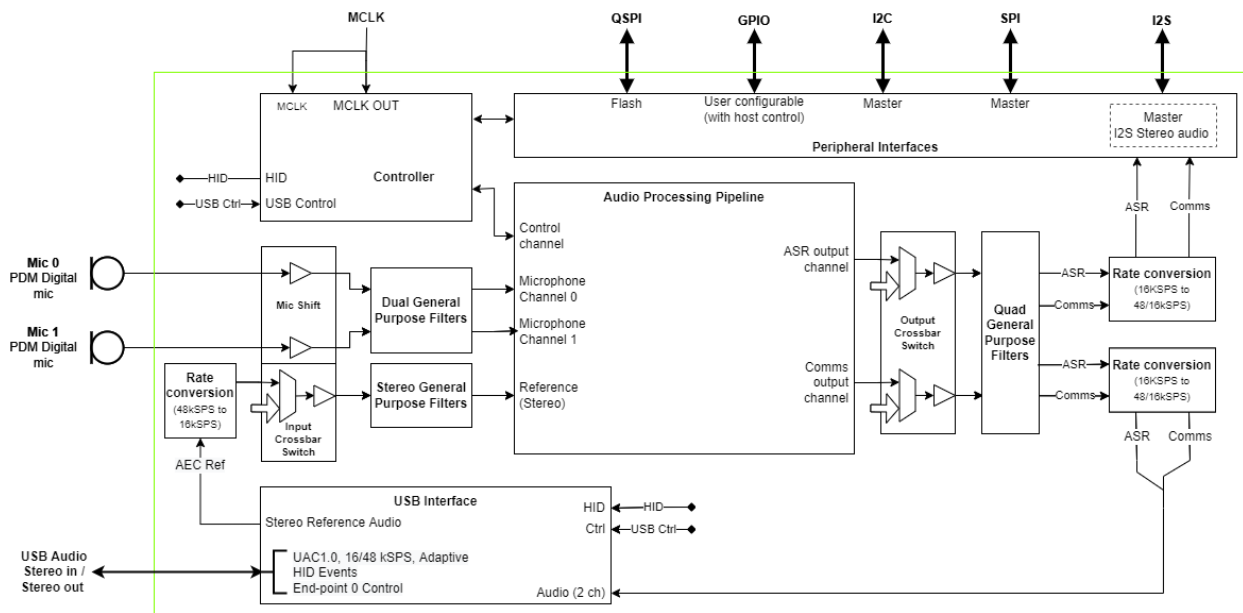 MCLK
QSPI
GPIO
I2C
SPI
I2S
MCLK
MCLK OUT
Flash
User configurable
(with host control)
Master
Master
Master
I2S Stereo audio
Peripheral Interfaces
HID
HID
Controller
USB Ctrl
USB Control
Audio Processing Pipeline
Control
channel
ASR
Comms
Mic 0
PDM Digital
mic
Mic Shift
Dual General
Purpose Filters
Microphone
Channel 0
ASR output
channel
ASR
Rate conversion
(16KSPS to
48/16kSPS)
Comms
Mic 1
PDM Digital
mic
Microphone
Channel 1
Output
Crossbar
Switch
Quad
General
Purpose
Filters
Rate
conversion
(48kSPS to
16kSPS)
Input
Crossbar
Switch
Stereo General
Purpose Filters
Reference
(Stereo)
Comms
output
channel
ASR
Comms
Rate conversion
(16KSPS to
48/16kSPS)
ASR
Comms
AEC Ref
USB Interface
HID
HID
Stereo Reference Audio
Ctrl
USB Ctrl
USB Audio
Stereo in /
Stereo out
UAC1.0, 16/48 kSPS, Adaptive
HID Events
End-point 0 Control
Audio (2 ch)